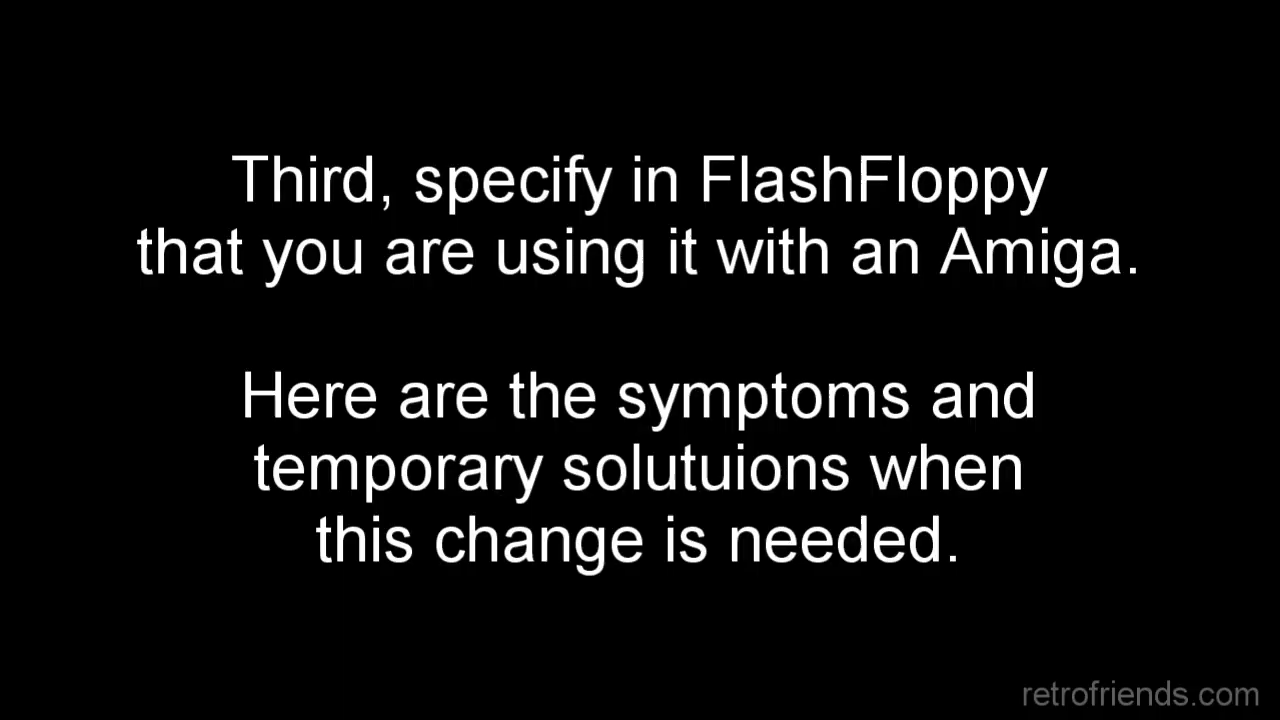 Third, specify in FlashFloppy
that you are using it with an Amiga.
Here are the symptoms and
temporary solutuions when
this change is needed.
retrofriends.com